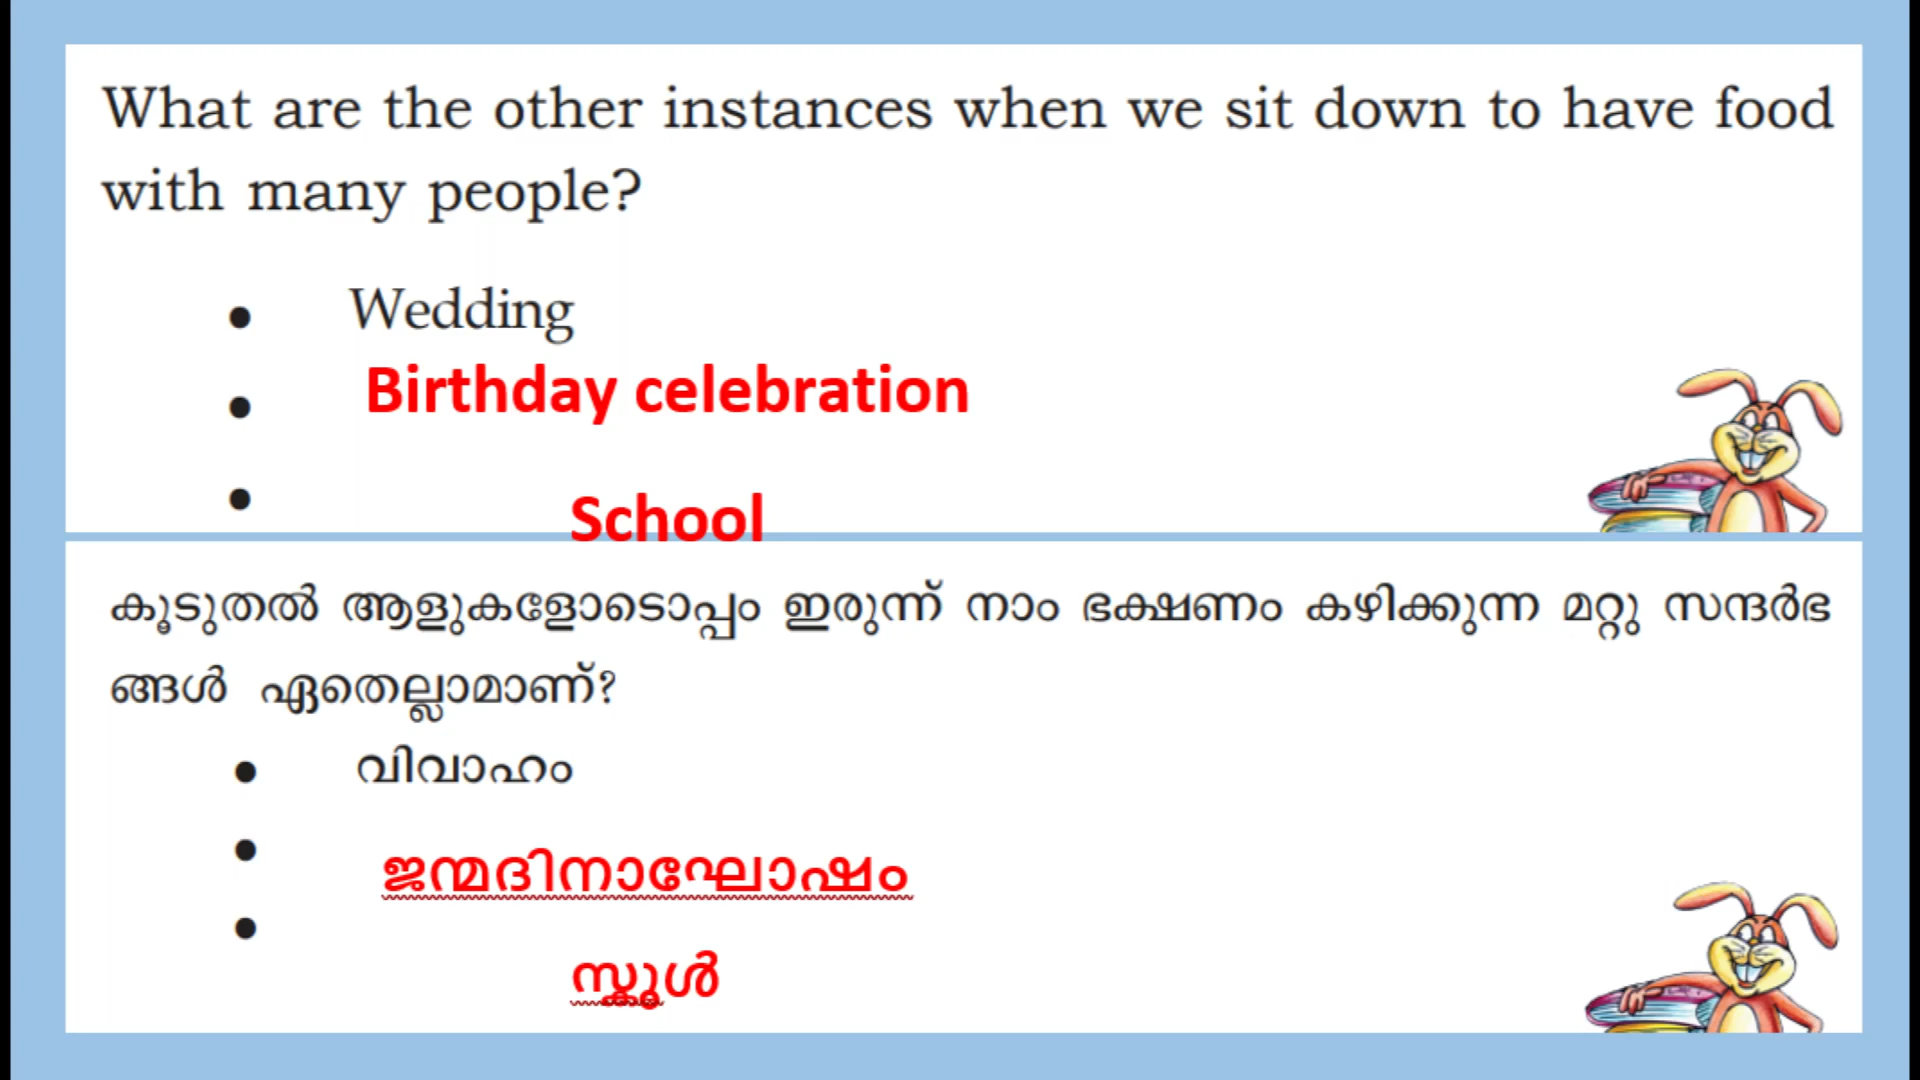 What are the other instances when we sit down to have food
with many people?
• Wedding
• Birthday celebration
• School
കൂടുതൽ ആളുകളോടൊപ്പം ഇരുന്ന് നാം ഭക്ഷണം കഴിക്കുന്ന മറ്റു സന്ദർഭ
ങ്ങൾ ഏതെല്ലാമാണ്?
• വിവാഹം
• ജന്മദിനാഘോഷം
• സ്കൂൾ